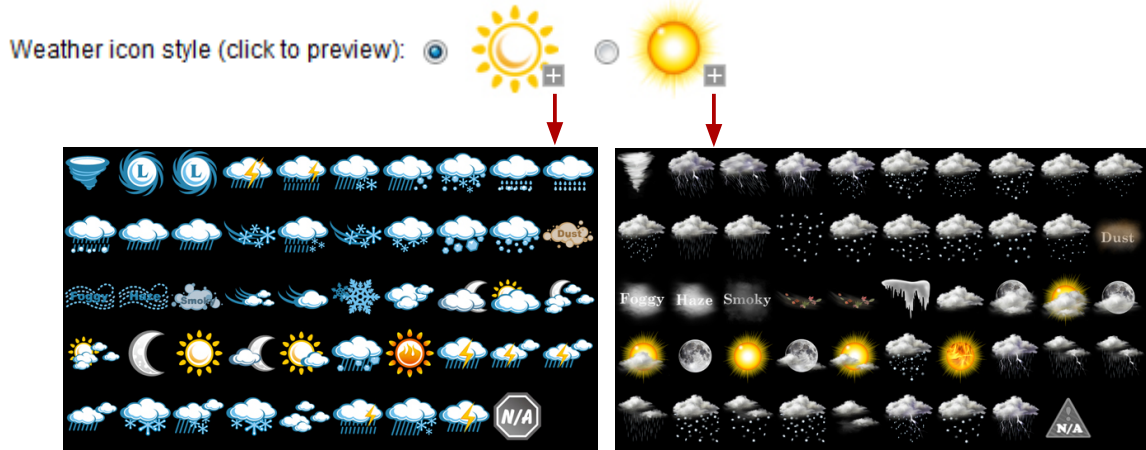 Weather icon style (click to preview):
L L
Dust
Foggy Haze Smoky
N/A
Dust
Foggy Haze Smoky
N/A